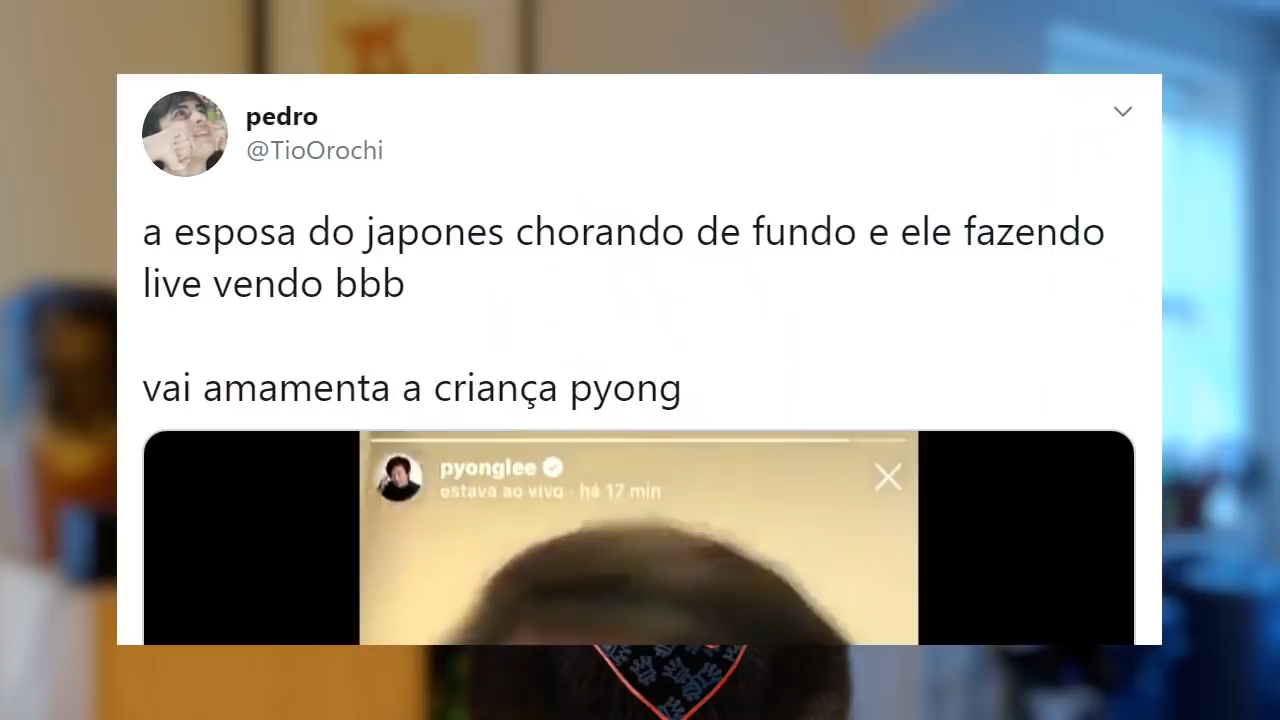 pedro
@TioOrochi
a esposa do japones chorando de fundo e ele fazendo
live vendo bbb
vai amamenta a criança pyong
pyonglee
estava ao vivo · há 17 min